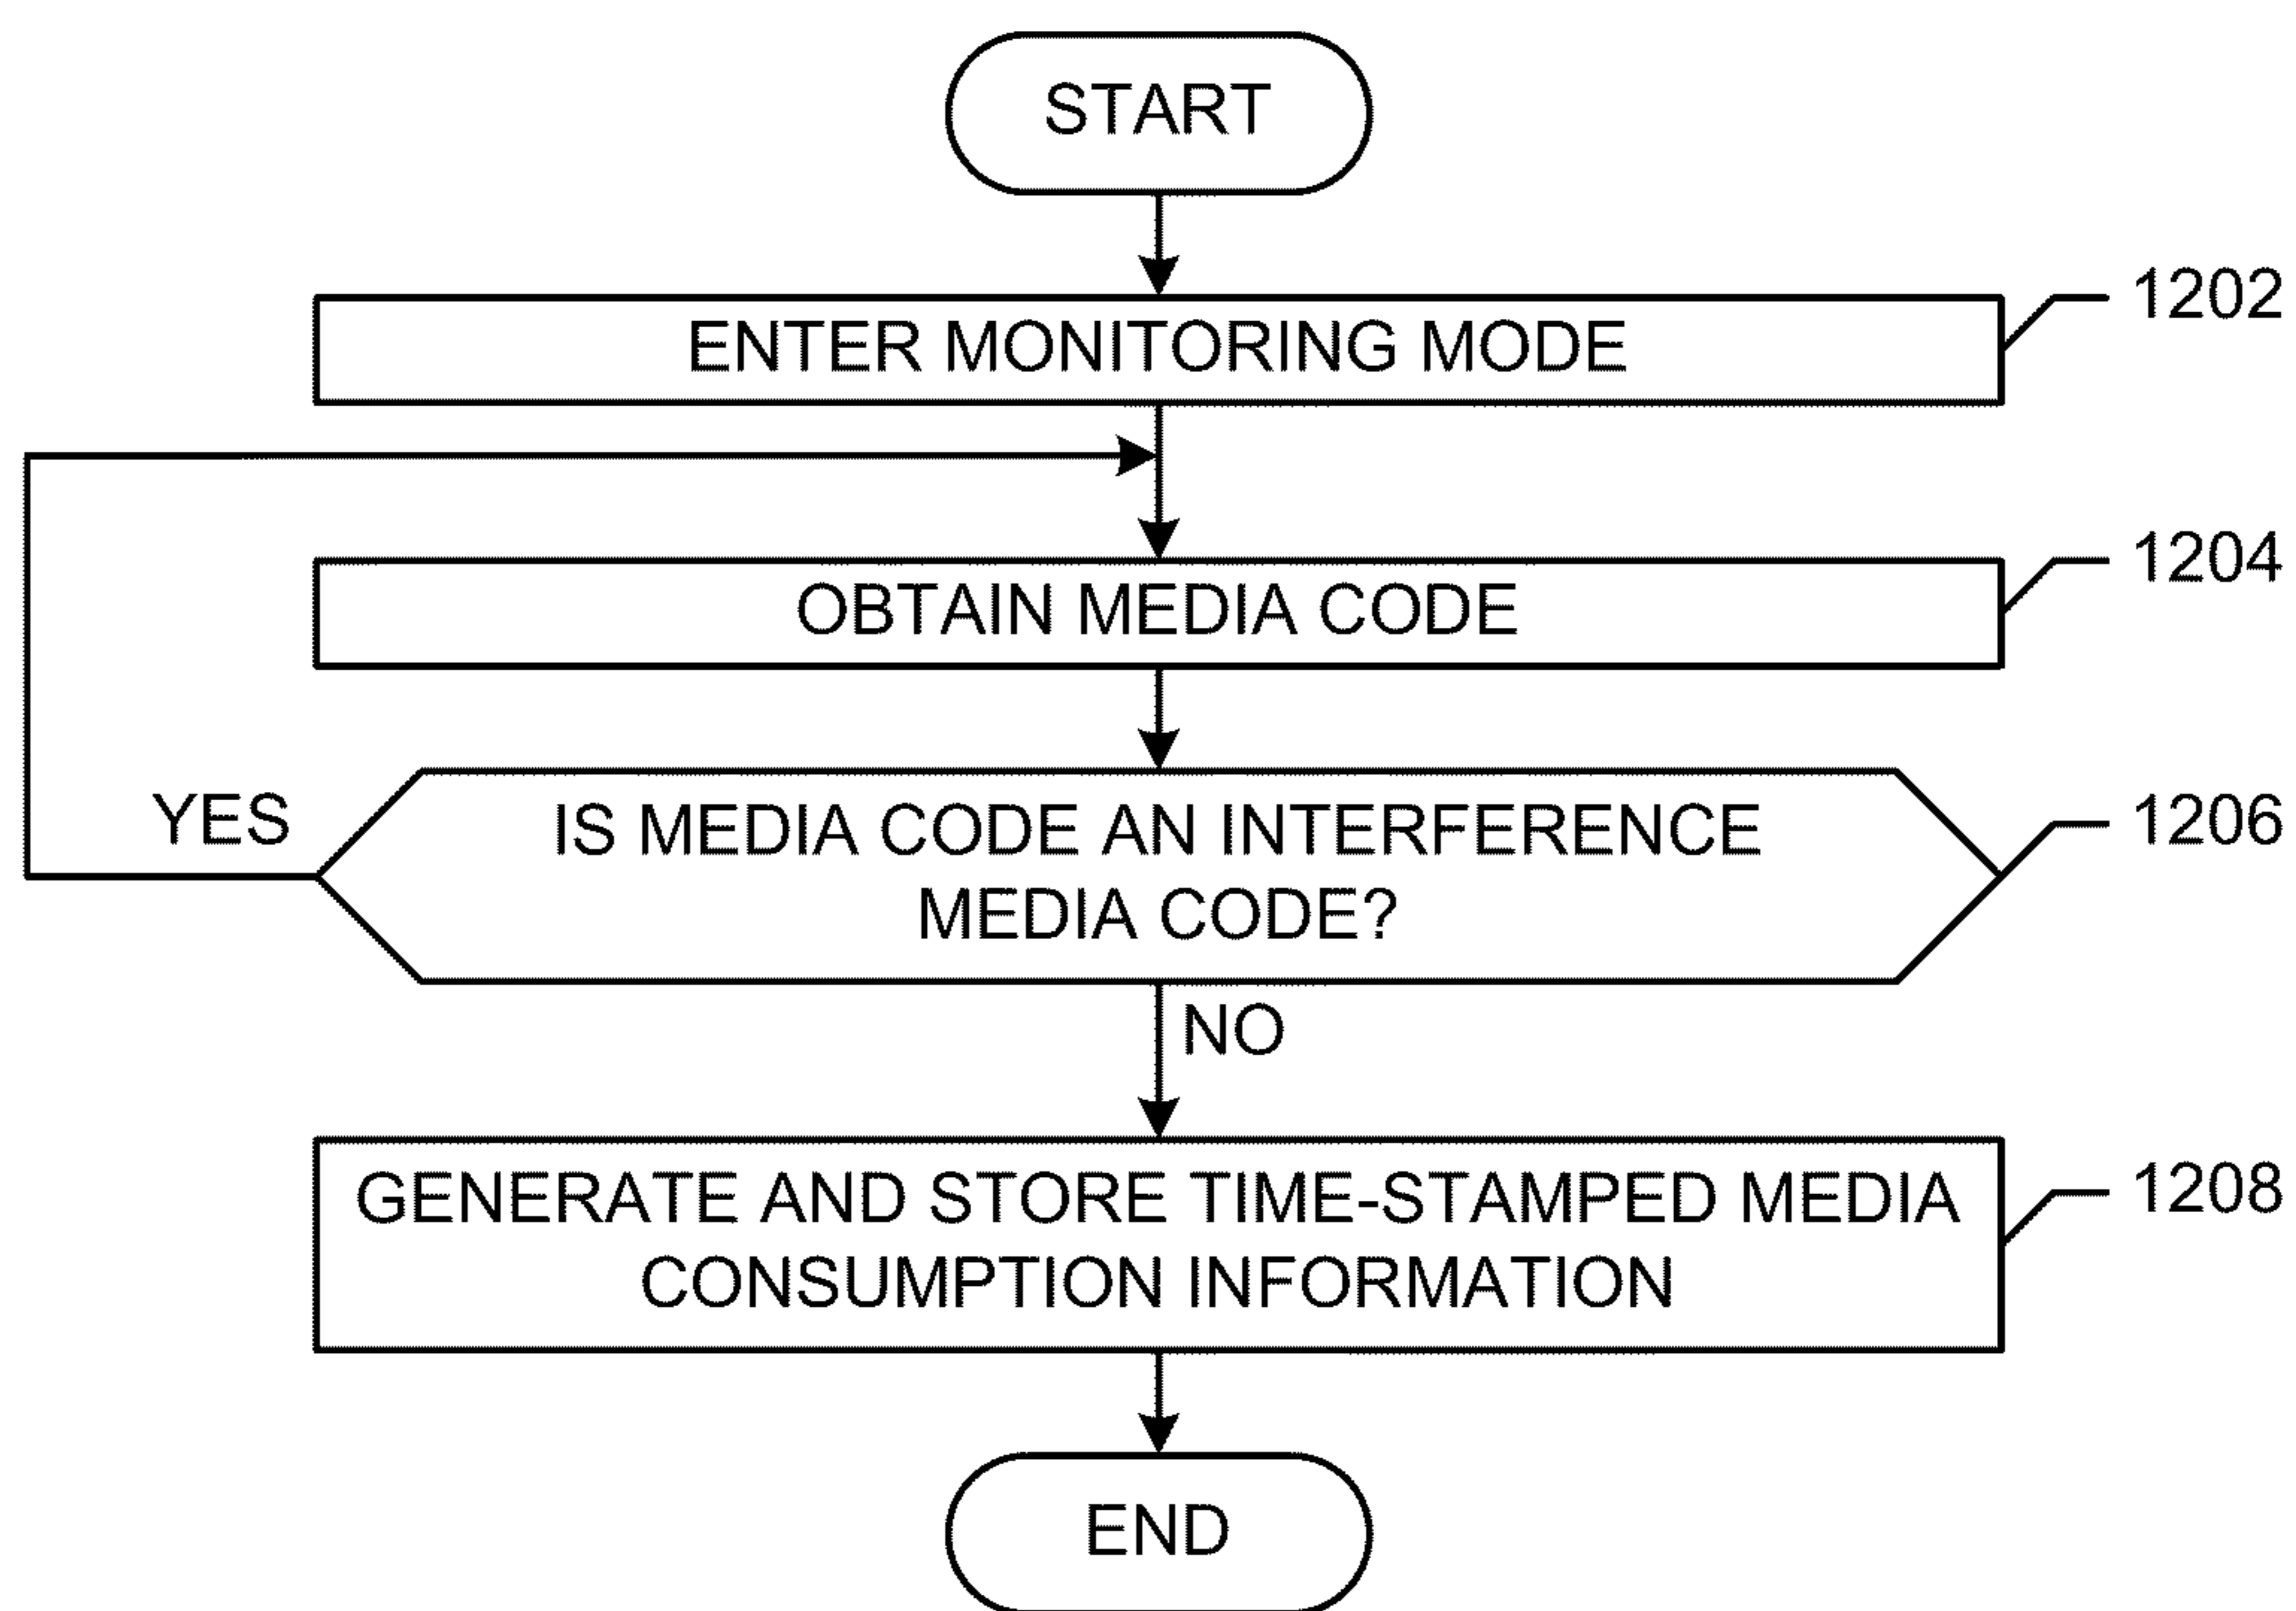 START
ENTER MONITORING MODE
1202
OBTAIN MEDIA CODE
1204
YES
IS MEDIA CODE AN INTERFERENCE
MEDIA CODE?
1206
NO
GENERATE AND STORE TIME-STAMPED MEDIA
CONSUMPTION INFORMATION
1208
END